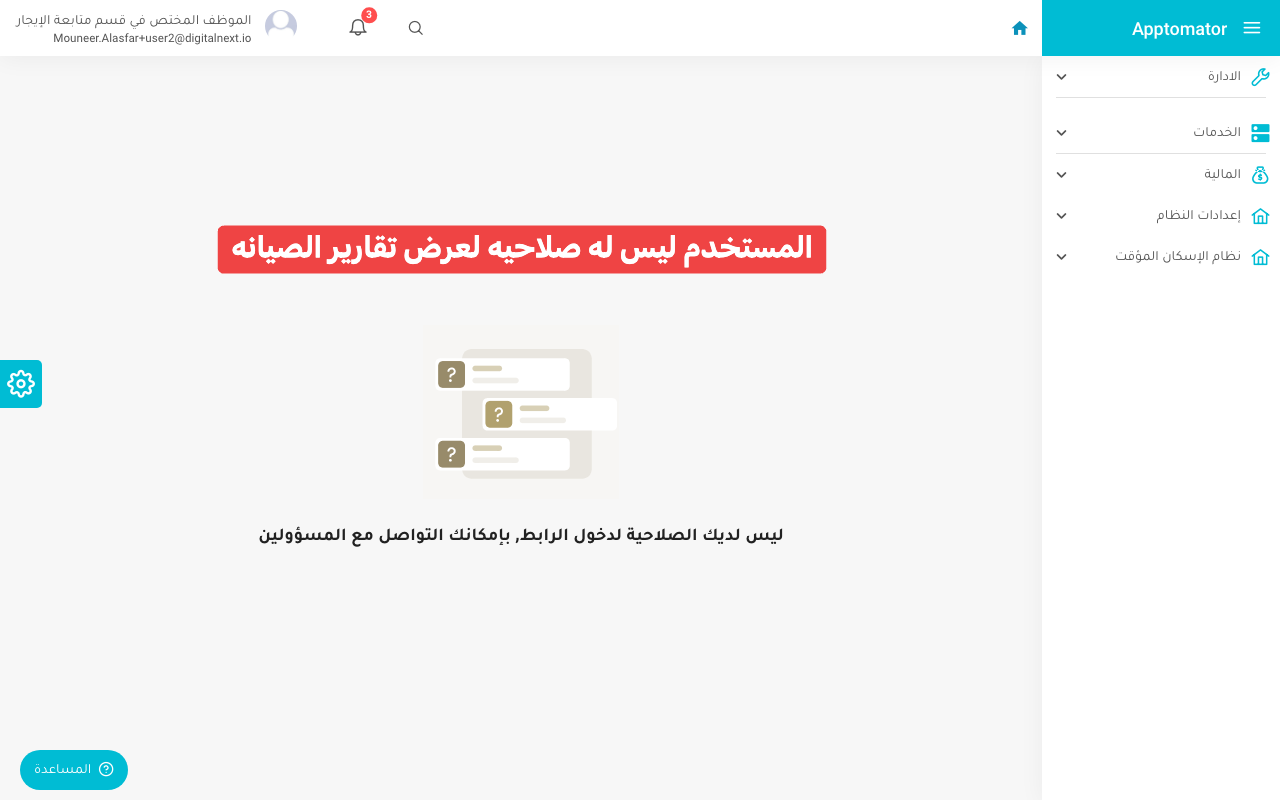 Apptomator
3
الموظف المختص في قسم متابعة الإيجار
Mouneer.Alasfar+user2@digitalnext.io
الادارة
الخدمات
المالية
إعدادات النظام
نظام الإسكان المؤقت
المستخدم ليس له صلاحيه لعرض تقارير الصيانه
?
?
?
ليس لديك الصلاحية لدخول الرابط, بإمكانك التواصل مع المسؤولين
المساعدة